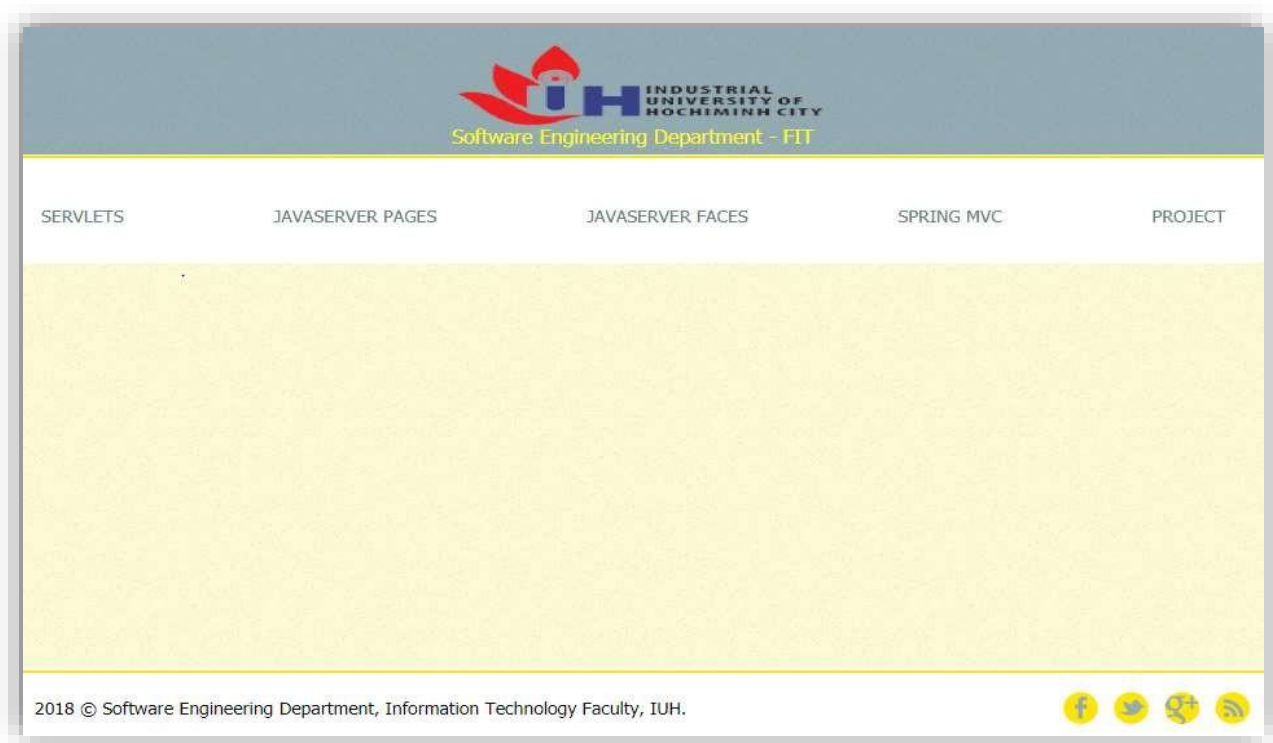 IUH INDUSTRIAL
UNIVERSITY OF
HOCHIMINH CITY
Software Engineering Department - FIT
SERVLETS JAVASERVER PAGES JAVASERVER FACES SPRING MVC PROJECT
2018 © Software Engineering Department, Information Technology Faculty, IUH.
f g+